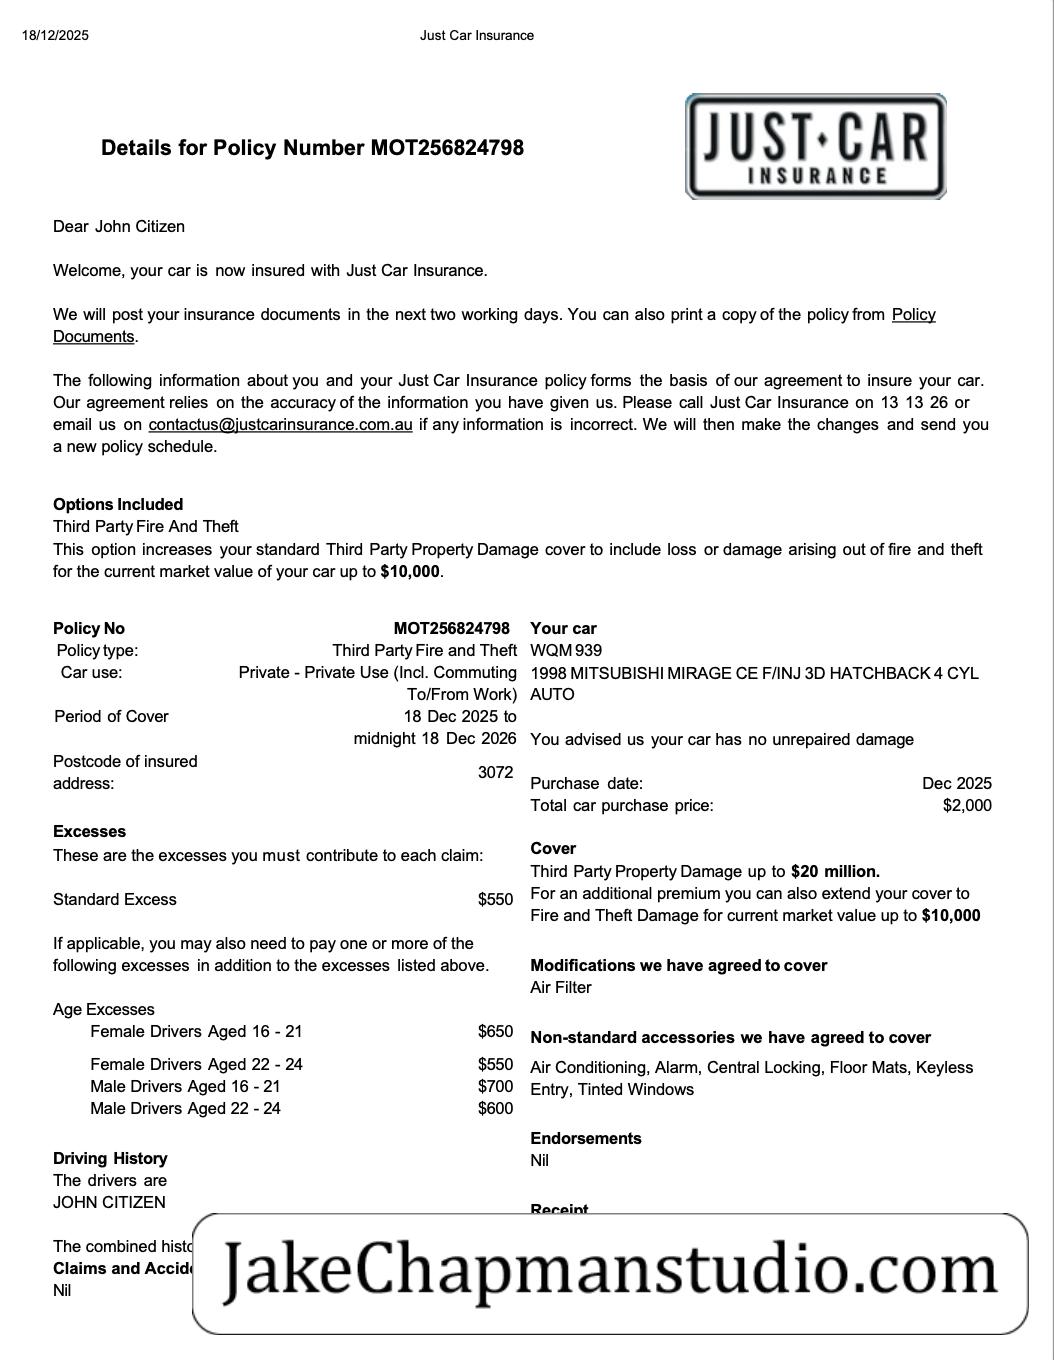 18/12/2025
Just Car Insurance
JUST CAR
INSURANCE
Details for Policy Number MOT256824798
Dear John Citizen
Welcome, your car is now insured with Just Car Insurance.
We will post your insurance documents in the next two working days. You can also print a copy of the policy from Policy
Documents.
The following information about you and your Just Car Insurance policy forms the basis of our agreement to insure your car.
Our agreement relies on the accuracy of the information you have given us. Please call Just Car Insurance on 13 13 26 or
email us on contactus@justcarinsurance.com.au if any information is incorrect. We will then make the changes and send you
a new policy schedule.
Options Included
Third Party Fire And Theft
This option increases your standard Third Party Property Damage cover to include loss or damage arising out of fire and theft
for the current market value of your car up to $10,000.
Policy No MOT256824798
Policy type: Third Party Fire and Theft
Car use: Private - Private Use (Incl. Commuting
To/From Work)
Period of Cover 18 Dec 2025 to
midnight 18 Dec 2026
Postcode of insured
address: 3072
Excesses
These are the excesses you must contribute to each claim:
Standard Excess $550
If applicable, you may also need to pay one or more of the
following excesses in addition to the excesses listed above.
Age Excesses
Female Drivers Aged 16 - 21 $650
Female Drivers Aged 22 - 24 $550
Male Drivers Aged 16 - 21 $700
Male Drivers Aged 22 - 24 $600
Driving History
The drivers are
JOHN CITIZEN
The combined
Claims and
Nil
Your car
WQM 939
1998 MITSUBISHI MIRAGE CE F/INJ 3D HATCHBACK 4 CYL
AUTO
You advised us your car has no unrepaired damage
Purchase date: Dec 2025
Total car purchase price: $2,000
Cover
Third Party Property Damage up to $20 million.
For an additional premium you can also extend your cover to
Fire and Theft Damage for current market value up to $10,000
Modifications we have agreed to cover
Air Filter
Non-standard accessories we have agreed to cover
Air Conditioning, Alarm, Central Locking, Floor Mats, Keyless
Entry, Tinted Windows
Endorsements
Nil
Receipt
JakeChapmanstudio.com